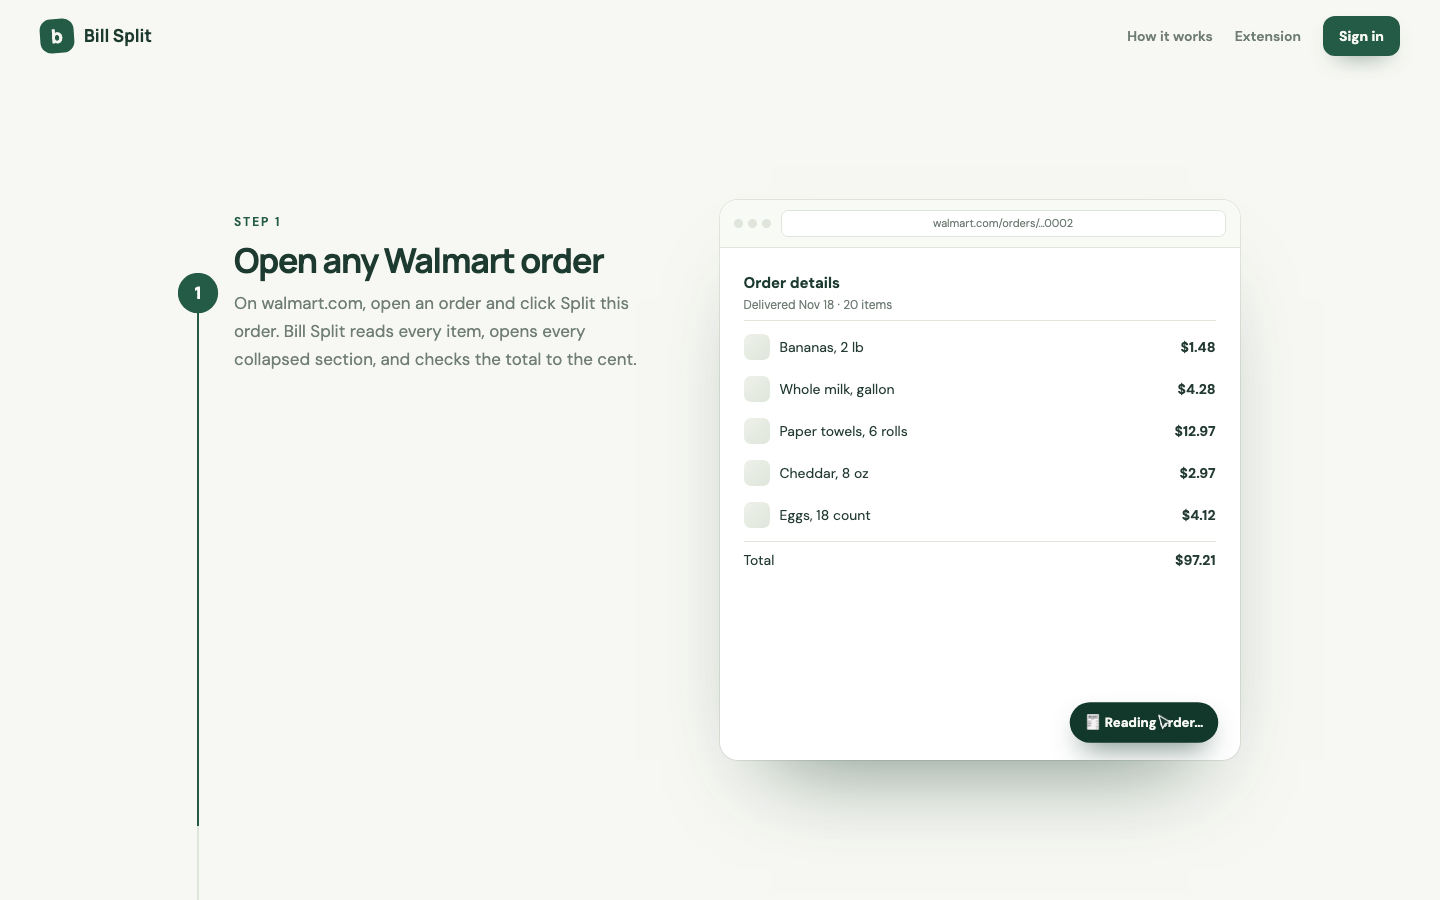 b Bill Split
How it works Extension Sign in
STEP 1
Open any Walmart order
1
On walmart.com, open an order and click Split this
order. Bill Split reads every item, opens every
collapsed section, and checks the total to the cent.
walmart.com/orders/…0002
Order details
Delivered Nov 18 · 20 items
Bananas, 2 lb $1.48
Whole milk, gallon $4.28
Paper towels, 6 rolls $12.97
Cheddar, 8 oz $2.97
Eggs, 18 count $4.12
Total $97.21
Reading order…